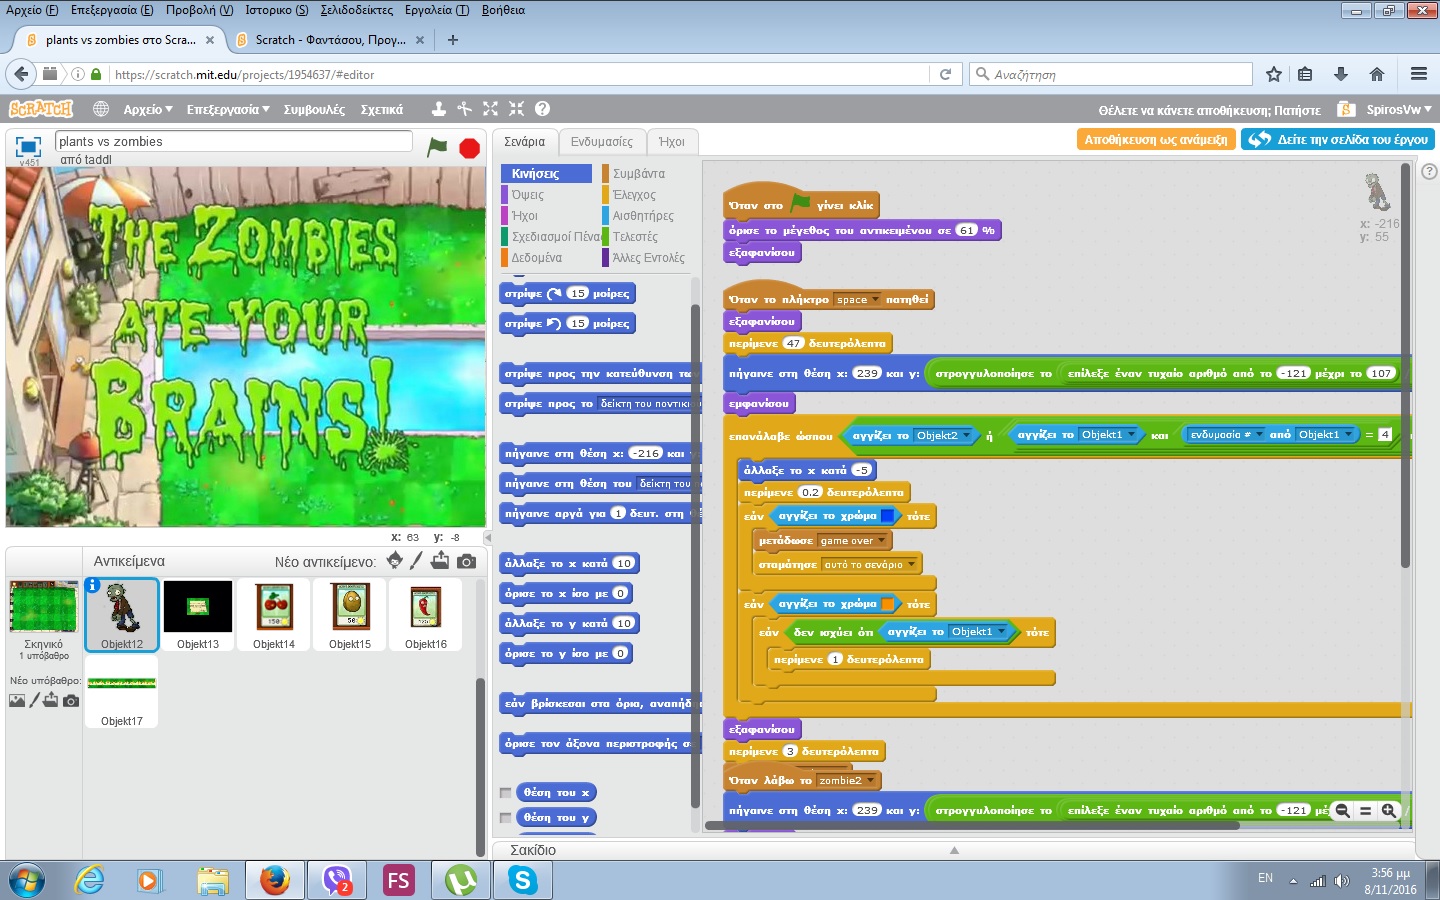 Αρχείο (F) Επεξεργασία (E) Προβολή (V) Ιστορικο (S) Σελιδοδείκτες Εργαλεία (T) Βοήθεια
plants vs zombies στο Scra...
Scratch - Φαντάσου, Προγ...
https://scratch.mit.edu/projects/1954637/#editor
Αναζήτηση
SCRATCH Αρχείο Επεξεργασία Συμβουλές Σχετικά
Θέλετε να κάνετε αποθήκευση; Πατήστε SpirosVw
plants vs zombies
v451 από taddl
Σενάρια Ενδυμασίες Ήχοι
Αποθήκευση ως ανάμειξη Δείτε την σελίδα του έργου
THE ZOMBIES
ATE YOUR
BRAINS!
x: 63 y: -8
Αντικείμενα Νέο αντικείμενο:
Σκηνικό
1 υπόβαθρο
Νέο υπόβαθρο:
Objekt12 Objekt13 Objekt14 Objekt15 Objekt16
Objekt17
Κινήσεις Συμβάντα
Όψεις Έλεγχος
Ήχοι Αισθητήρες
Σχεδιασμοί Πένας Τελεστές
Δεδομένα Άλλες Εντολές
στρίψε 15 μοίρες
στρίψε 15 μοίρες
στρίψε προς την κατεύθυνση των
στρίψε προς το δείκτη του ποντικιο
πήγαινε στη θέση x: -216 και y:
πήγαινε στη θέση του δείκτη του
πήγαινε αργά για 1 δευτ. στη θέ
άλλαξε το x κατά 10
όρισε το x ίσο με 0
άλλαξε το y κατά 10
όρισε το y ίσο με 0
εάν βρίσκεσαι στα όρια, αναπήδ
όρισε τον άξονα περιστροφής σε
θέση του x
θέση του y
Όταν στο γίνει κλίκ
όρισε το μέγεθος του αντικειμένου σε 61 %
εξαφανίσου
x: -216
y: 55
Όταν το πλήκτρο space πατηθεί
εξαφανίσου
περίμενε 47 δευτερόλεπτα
πήγαινε στη θέση x: 239 και y: στρογγυλοποίησε το επίλεξε έναν τυχαίο αριθμό από το -121 μέχρι το 107
εμφανίσου
επανάλαβε ώσπου αγγίζει το Objekt2 ή αγγίζει το Objekt1 και ενδυμασία # από Objekt1 = 4
άλλαξε το x κατά -5
περίμενε 0.2 δευτερόλεπτα
εάν αγγίζει το χρώμα τότε
μετάδωσε game over
σταμάτησε αυτό το σενάριο
εάν αγγίζει το χρώμα τότε
εάν δεν ισχύει ότι αγγίζει το Objekt1 τότε
περίμενε 1 δευτερόλεπτα
εξαφανίσου
περίμενε 3 δευτερόλεπτα
Όταν λάβω το zombie2
πήγαινε στη θέση x: 239 και y: στρογγυλοποίησε το επίλεξε έναν τυχαίο αριθμό από το -121 μέχ
Σακίδιο
2
FS
EN
3:56 μμ
8/11/2016